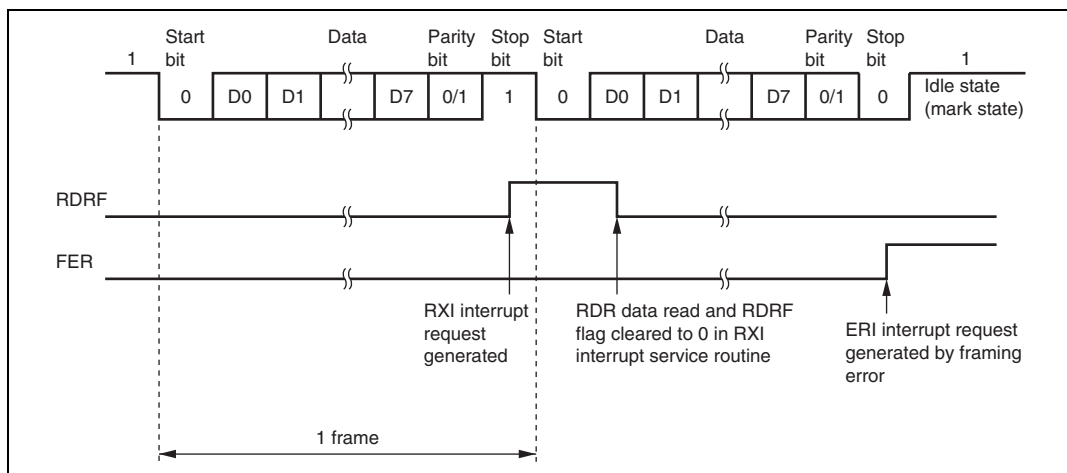 Start bit
Data
Parity bit
Stop bit
Start bit
Data
Parity bit
Stop bit
1
1
0
D0
D1
D7
0/1
1
0
D0
D1
D7
0/1
0
Idle state
(mark state)
RDRF
FER
RXI interrupt
request
generated
RDR data read and RDRF
flag cleared to 0 in RXI
interrupt service routine
ERI interrupt request
generated by framing
error
1 frame